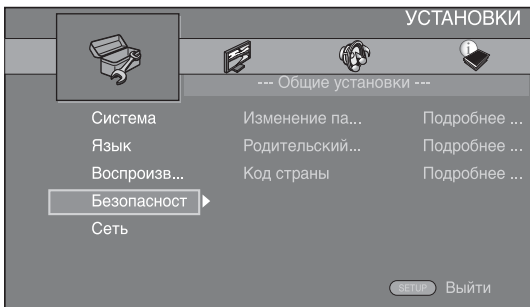 УСТАНОВКИ
--- Общие установки ---
Система
Изменение па... Подробнее ...
Язык
Родительский... Подробнее ...
Воспроизв...
Код страны Подробнее ...
Безопасност
Сеть
SETUP Выйти